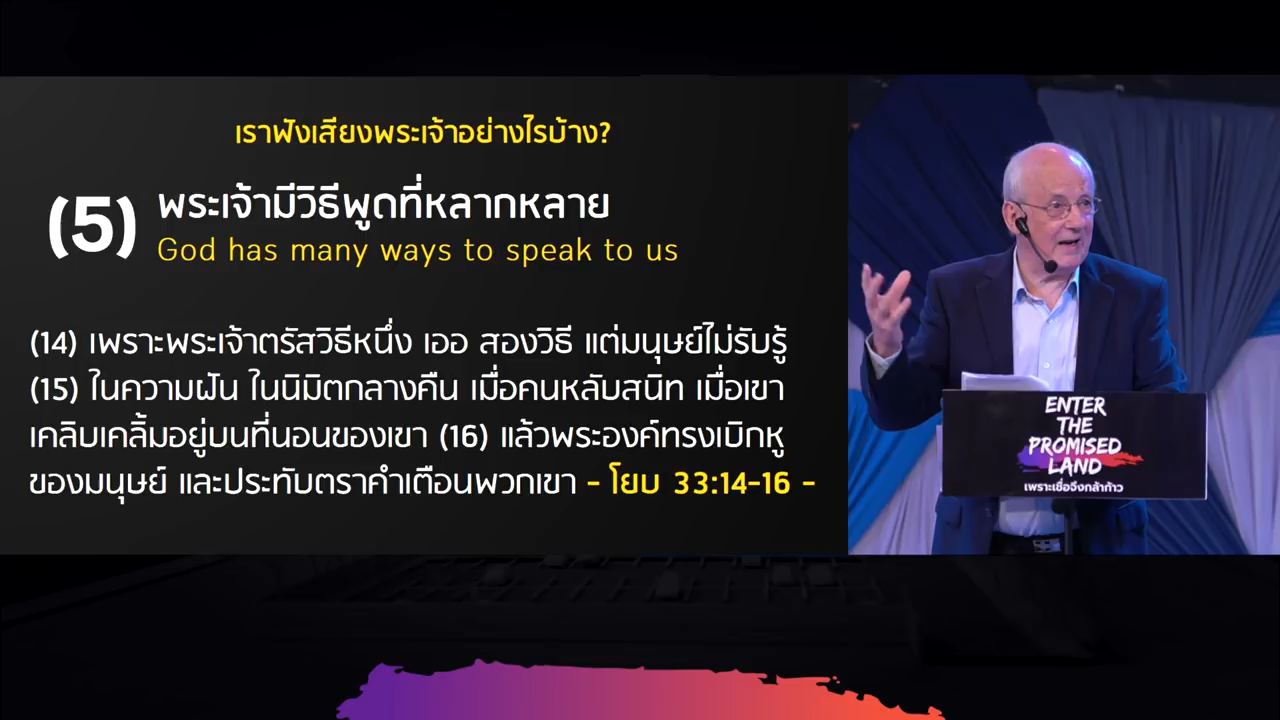 เราฟังเสียงพระเจ้าอย่างไรบ้าง?
(5) พระเจ้ามีวิธีพูดที่หลากหลาย
God has many ways to speak to us
(14) เพราะพระเจ้าตรัสวิธีหนึ่ง เออ สองวิธี แต่มนุษย์ไม่รับรู้
(15) ในความฝัน ในนิมิตกลางคืน เมื่อคนหลับสนิท เมื่อเขา
เคลิบเคลิ้มอยู่บนที่นอนของเขา (16) แล้วพระองค์ทรงเบิกหู
ของมนุษย์ และประทับตราคำเตือนพวกเขา - โยบ 33:14-16 -
ENTER
THE
PROMISED
LAND
เพราะเชื่อจึงกล้าก้าว